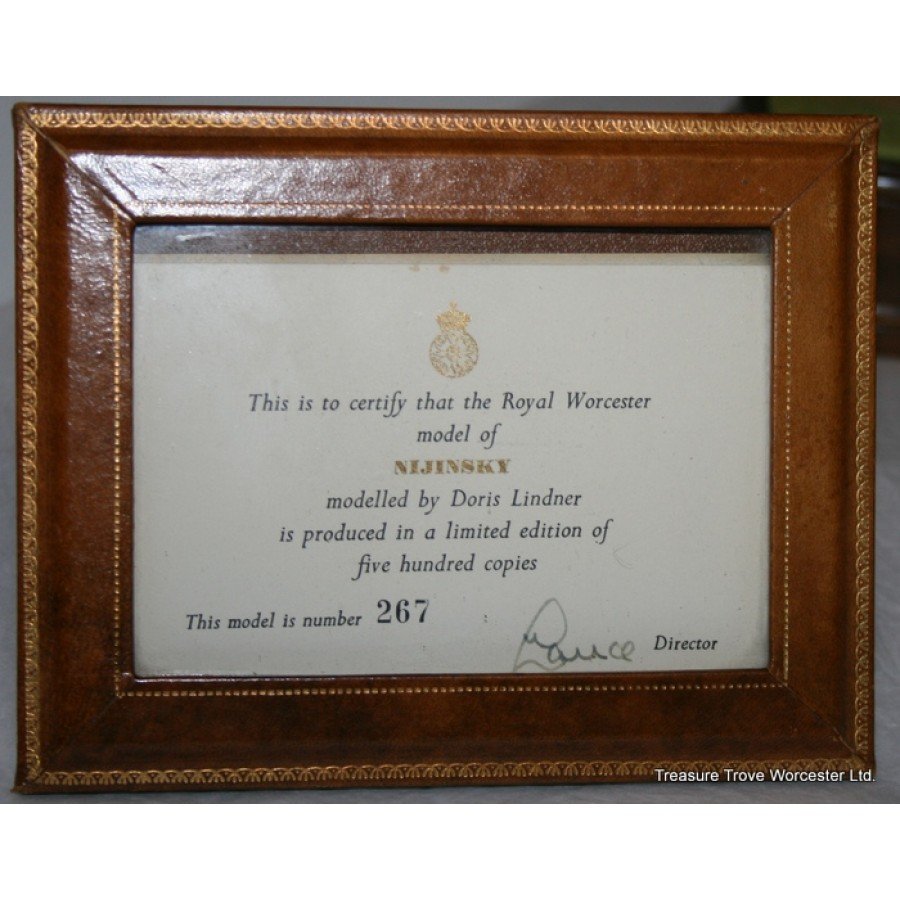 This is to certify that the Royal Worcester
model of
NIJINSKY
modelled by Doris Lindner
is produced in a limited edition of
five hundred copies
This model is number 267
Director
Treasure Trove Worcester Ltd.